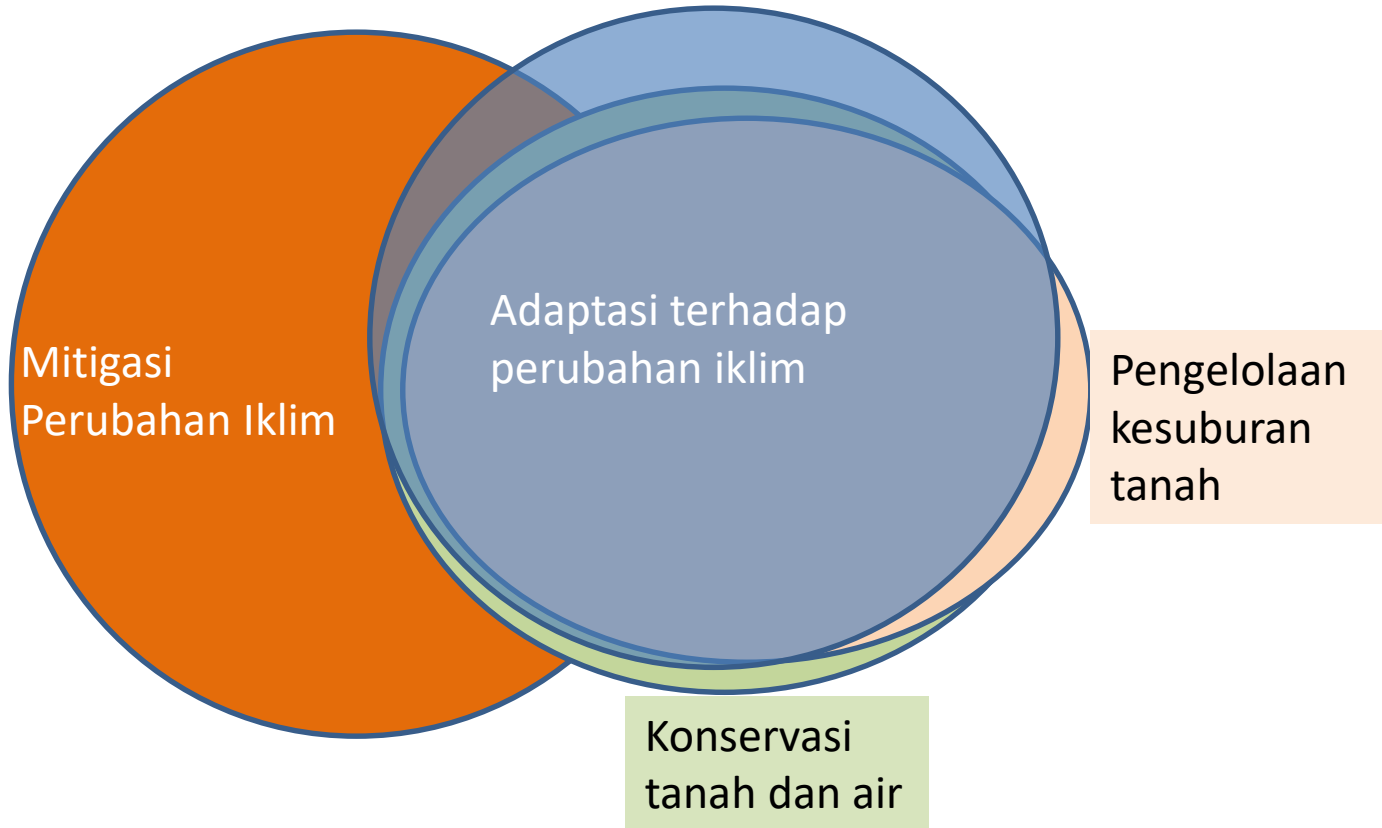 Mitigasi
Perubahan Iklim
Adaptasi terhadap
perubahan iklim
Pengelolaan
kesuburan
tanah
Konservasi
tanah dan air